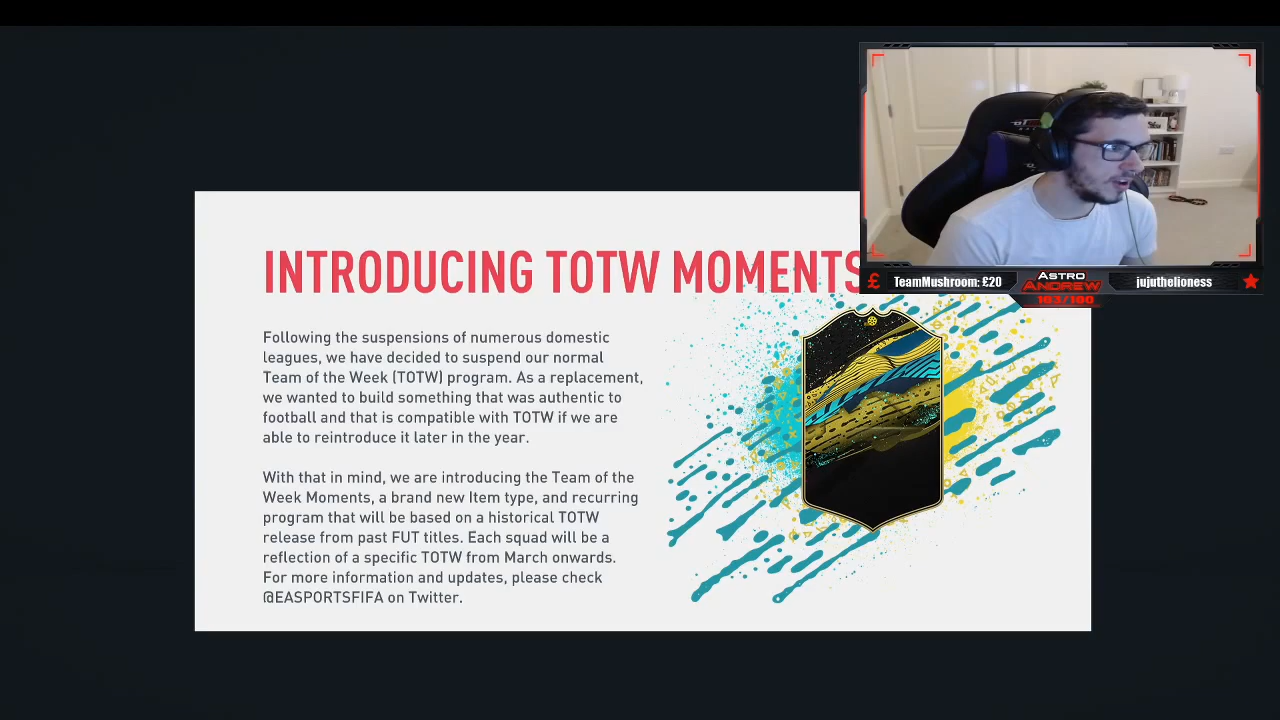 INTRODUCING TOTW MOMENTS
Following the suspensions of numerous domestic
leagues, we have decided to suspend our normal
Team of the Week (TOTW) program. As a replacement,
we wanted to build something that was authentic to
football and that is compatible with TOTW if we are
able to reintroduce it later in the year.
With that in mind, we are introducing the Team of the
Week Moments, a brand new Item type, and recurring
program that will be based on a historical TOTW
release from past FUT titles. Each squad will be a
reflection of a specific TOTW from March onwards.
For more information and updates, please check
@EASPORTSFIFA on Twitter.
£ TeamMushroom: £20
ASTRO
ANDREW
103/100
jujuthelioness